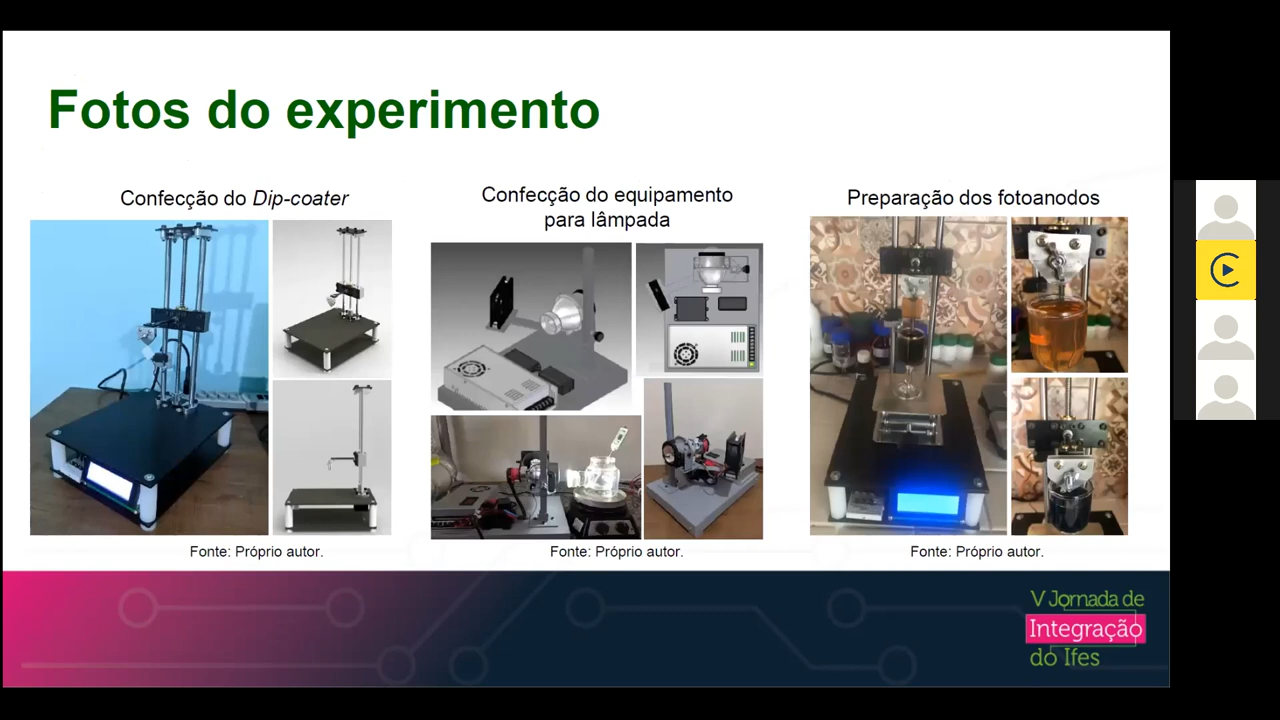 Fotos do experimento
Confecção do Dip-coater
Confecção do equipamento
para lâmpada
Preparação dos fotoanodos
Fonte: Próprio autor.
Fonte: Próprio autor.
Fonte: Próprio autor.
V Jornada de
Integração
do Ifes